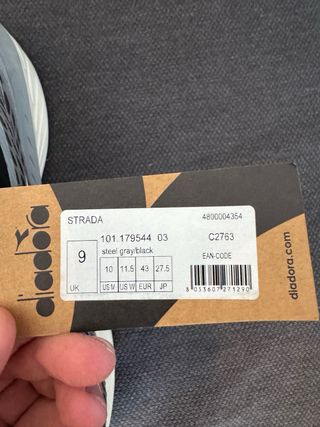 STRADA
4800004354
101.179544 03
C2763
steel gray/black
9
UK
10 11.5 43 27.5
US M US W EUR JP
EAN-CODE
8 053607 271290
diadora
diadora.com